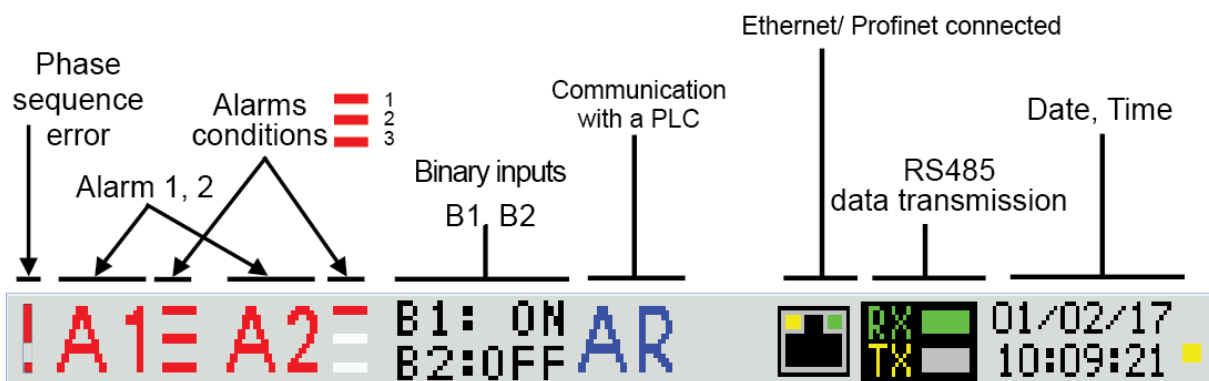 Phase
sequence
error
Alarms
conditions
1
2
3
Alarm 1, 2
Binary inputs
B1, B2
Communication
with a PLC
Ethernet/ Profinet connected
RS485
data transmission
Date, Time
! A1 A2
B1: ON
B2:OFF
AR
RX
TX
01/02/17
10:09:21